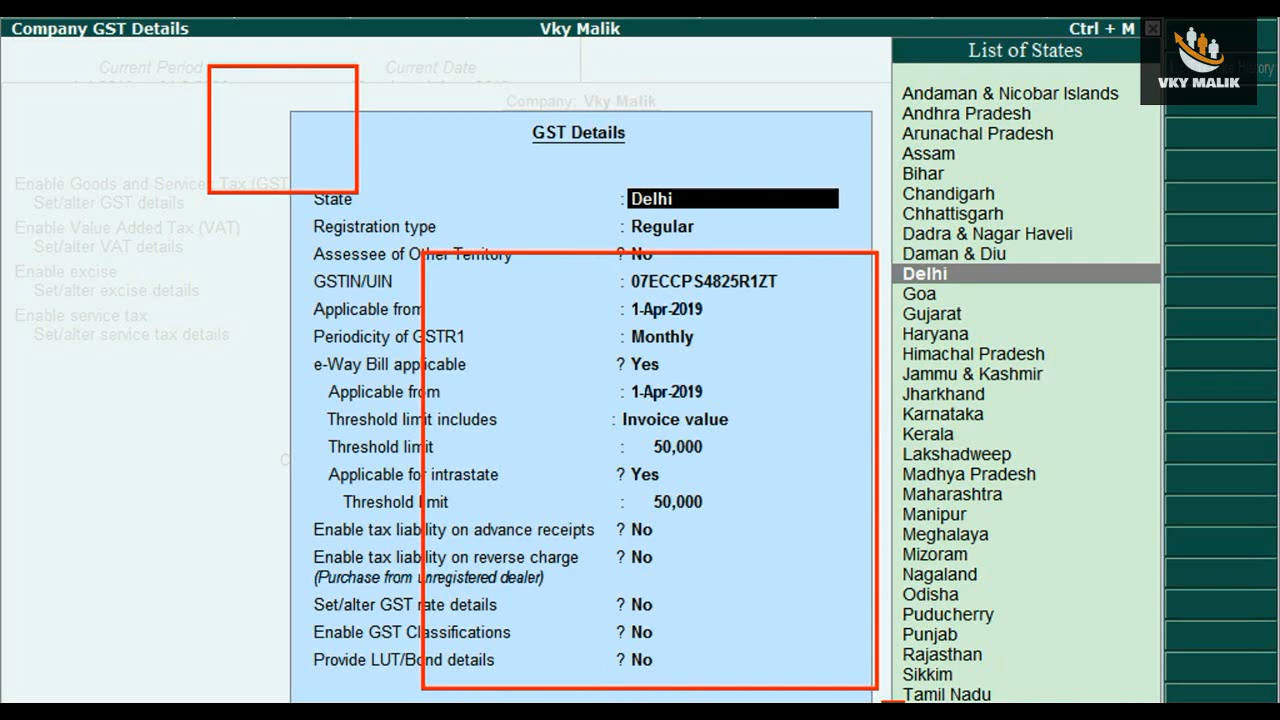 Company GST Details Vky Malik Ctrl + M
Current Period Current Date
Company: Vky Malik
Enable Goods and Services Tax (GST
Set/alter GST details
Enable Value Added Tax (VAT)
Set/alter VAT details
Enable excise
Set/alter excise details
Enable service tax
Set/alter service tax details
GST Details
State : Delhi
Registration type : Regular
Assessee of Other Territory ? No
GSTIN/UIN : 07ECCPS4825R1ZT
Applicable from : 1-Apr-2019
Periodicity of GSTR1 : Monthly
e-Way Bill applicable ? Yes
Applicable from : 1-Apr-2019
Threshold limit includes : Invoice value
Threshold limit : 50,000
Applicable for intrastate ? Yes
Threshold limit : 50,000
Enable tax liability on advance receipts ? No
Enable tax liability on reverse charge ? No
(Purchase from unregistered dealer)
Set/alter GST rate details ? No
Enable GST Classifications ? No
Provide LUT/Bond details ? No
List of States
Andaman & Nicobar Islands
Andhra Pradesh
Arunachal Pradesh
Assam
Bihar
Chandigarh
Chhattisgarh
Dadra & Nagar Haveli
Daman & Diu
Delhi
Goa
Gujarat
Haryana
Himachal Pradesh
Jammu & Kashmir
Jharkhand
Karnataka
Kerala
Lakshadweep
Madhya Pradesh
Maharashtra
Manipur
Meghalaya
Mizoram
Nagaland
Odisha
Puducherry
Punjab
Rajasthan
Sikkim
Tamil Nadu
VKY MALIK
History